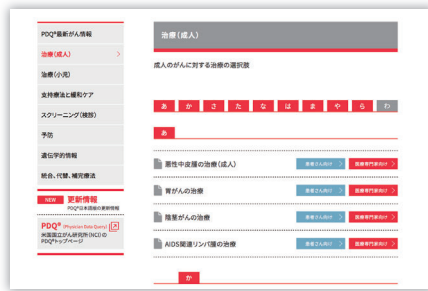 PDQ®最新がん情報
治療（成人）
治療（小児）
支持療法と緩和ケア
スクリーニング（検診）
予防
遺伝学的情報
統合、代替、補完療法
NEW 更新情報
PDQ®日本語版の更新情報
PDQ® (Physician Data Query)
米国国立がん研究所（NCI）の
PDQ®トップページ
治療（成人）
成人のがんに対する治療の選択肢
あ か さ た な は ま や ら わ
あ
悪性中皮腫の治療（成人） 患者さん向け 医療専門家向け
胃がんの治療 患者さん向け 医療専門家向け
陰茎がんの治療 患者さん向け 医療専門家向け
AIDS関連リンパ腫の治療 患者さん向け 医療専門家向け
か